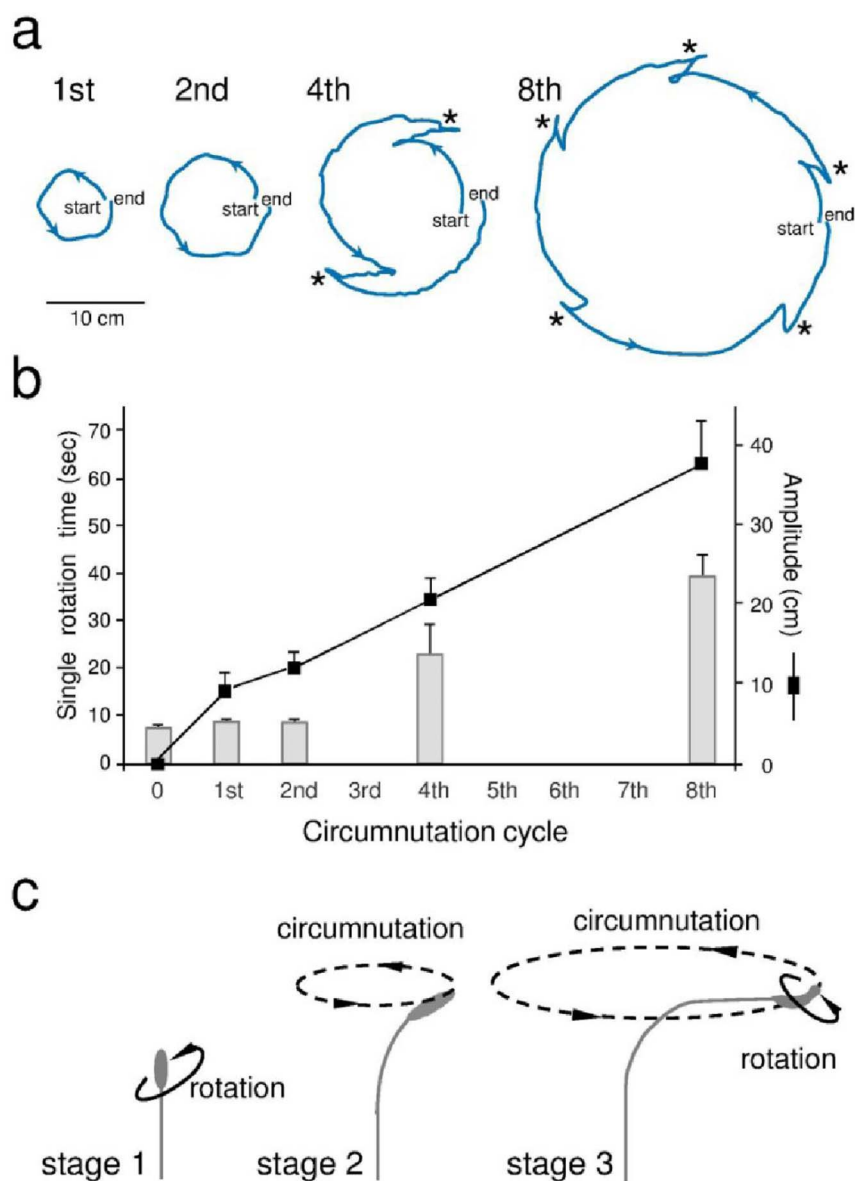 a
1st 2nd 4th 8th
* * * * * * *
start end
start end
start end
start end
10 cm
b
Single rotation time (sec)
70
60
50
40
30
20
10
0
Amplitude (cm)
40
30
20
10
0
0 1st 2nd 3rd 4th 5th 6th 7th 8th
Circumnutation cycle
c
circumnutation
circumnutation
rotation
rotation
stage 1
stage 2
stage 3